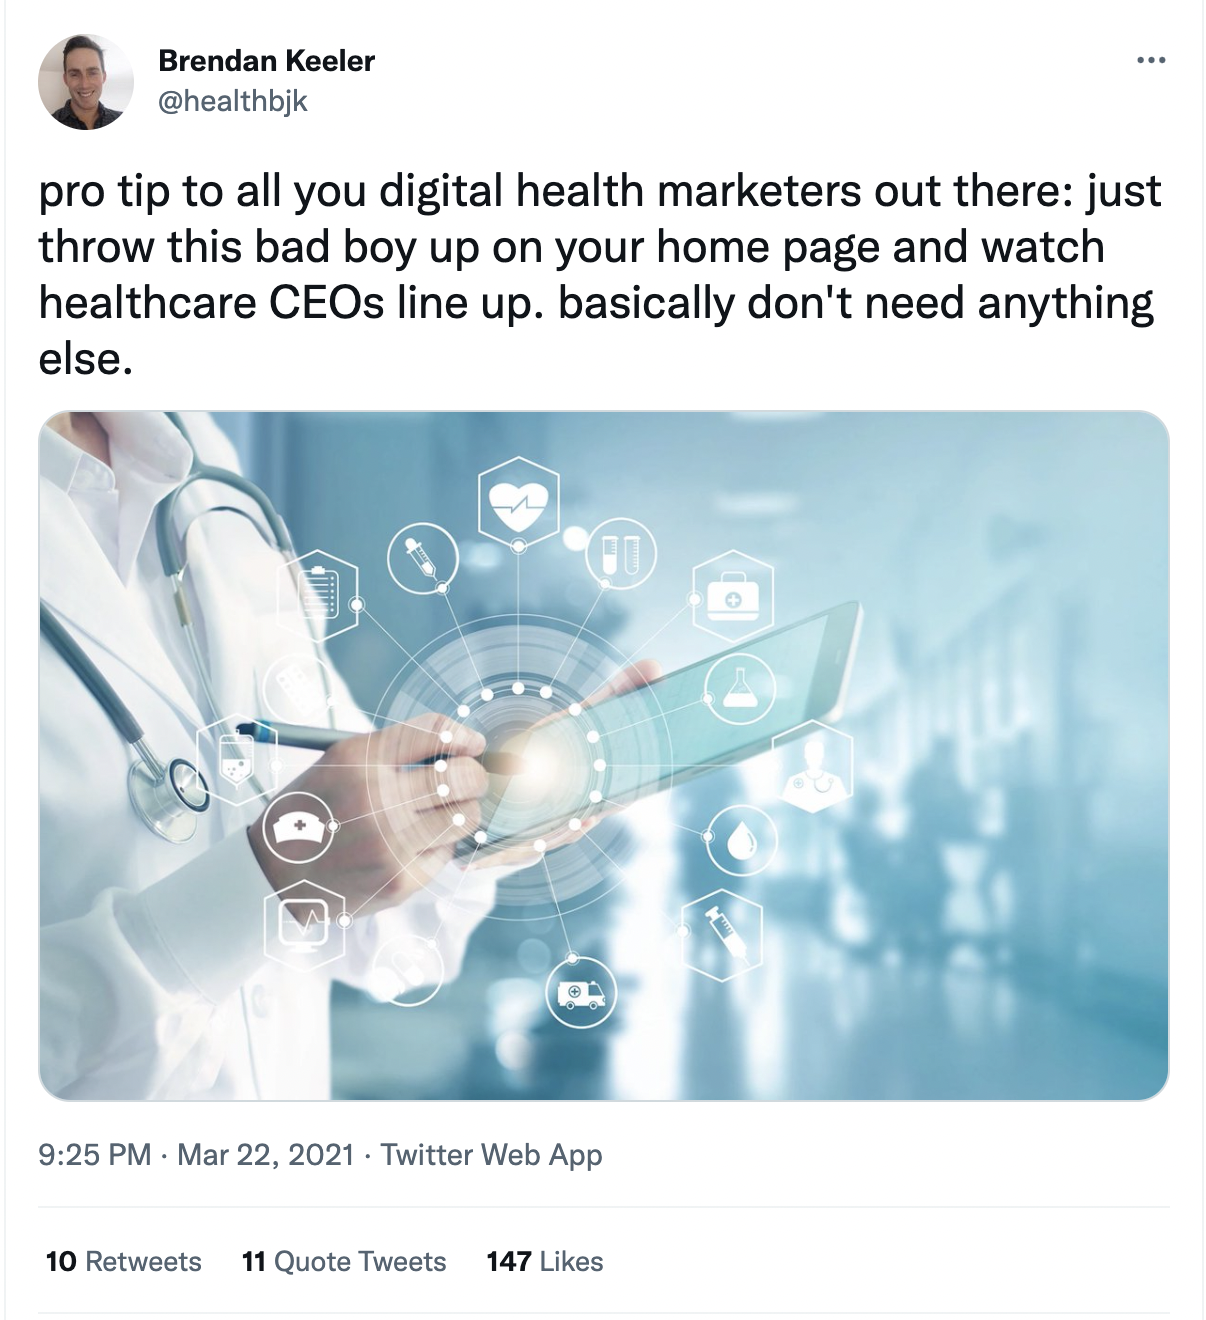 Brendan Keeler
@healthbjk
pro tip to all you digital health marketers out there: just
throw this bad boy up on your home page and watch
healthcare CEOs line up. basically don't need anything
else.
9:25 PM · Mar 22, 2021 · Twitter Web App
10 Retweets 11 Quote Tweets 147 Likes